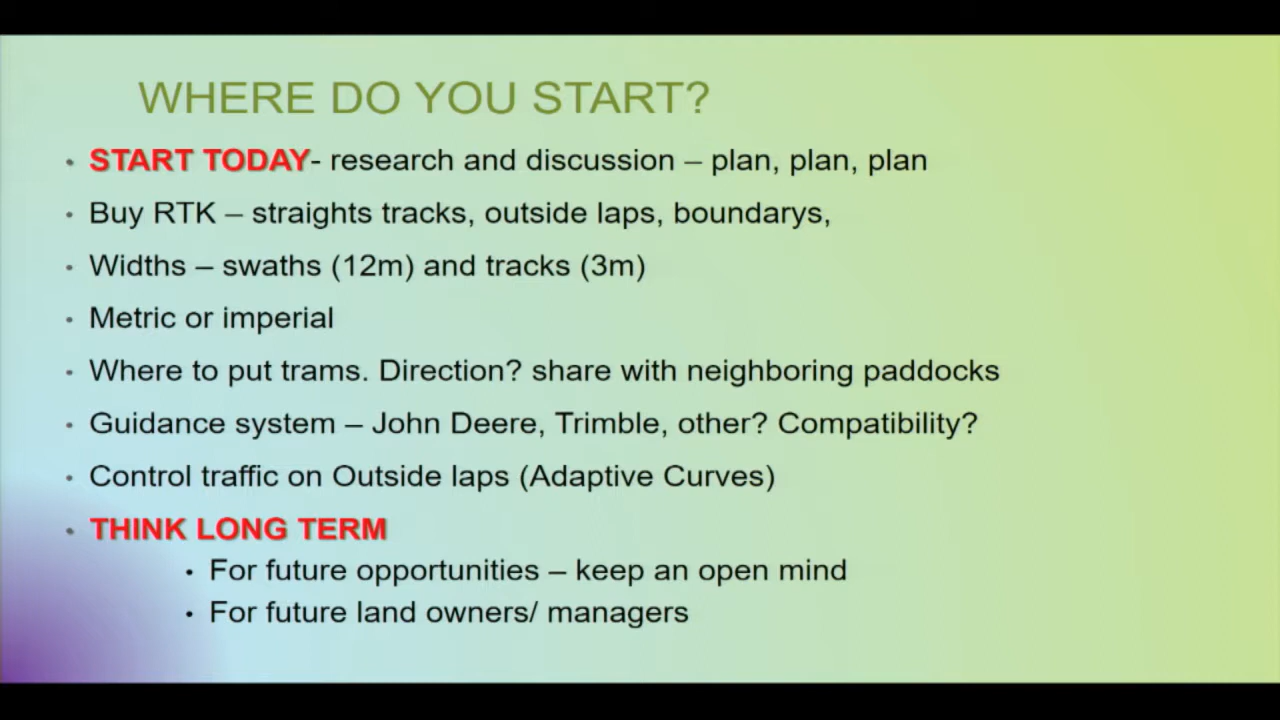 WHERE DO YOU START?
• START TODAY- research and discussion – plan, plan, plan
• Buy RTK – straights tracks, outside laps, boundarys,
• Widths – swaths (12m) and tracks (3m)
• Metric or imperial
• Where to put trams. Direction? share with neighboring paddocks
• Guidance system – John Deere, Trimble, other? Compatibility?
• Control traffic on Outside laps (Adaptive Curves)
• THINK LONG TERM
• For future opportunities – keep an open mind
• For future land owners/ managers